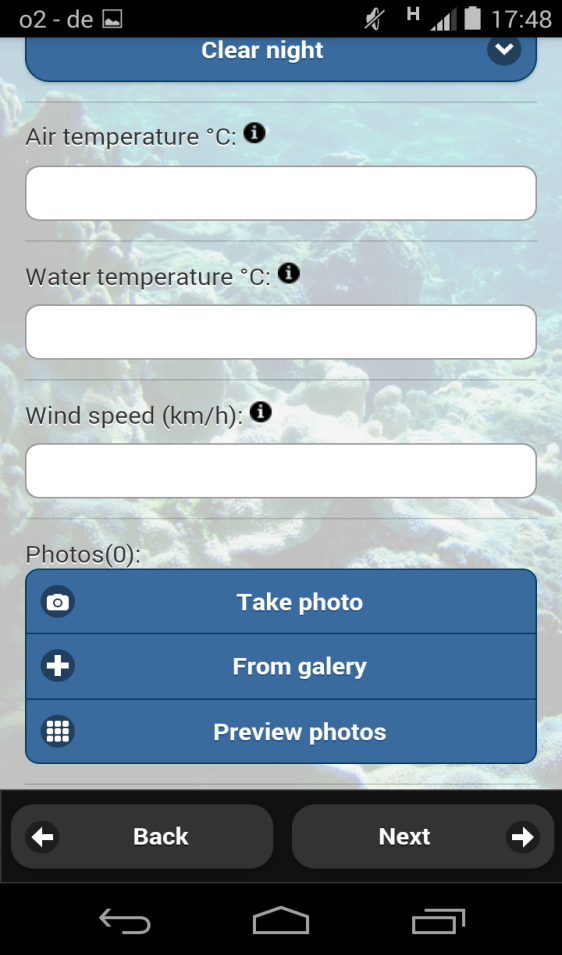 o2 - de H 17:48
Clear night
Air temperature °C:
Water temperature °C:
Wind speed (km/h):
Photos(0):
Take photo
From galery
Preview photos
Back Next